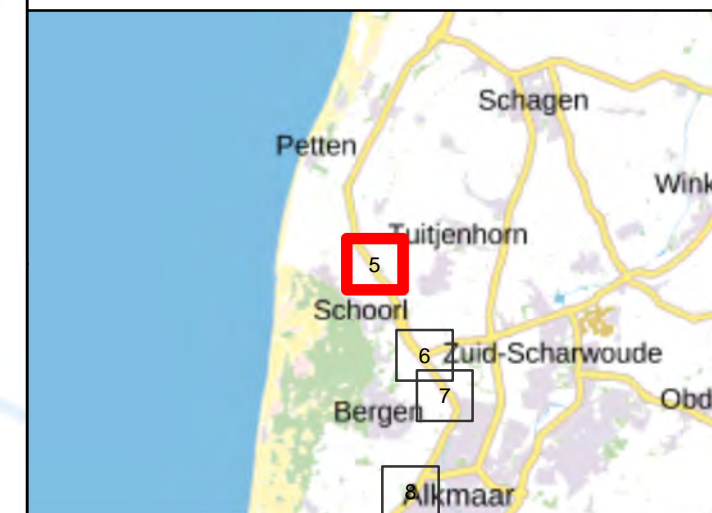 Schagen
Petten
Wink
Tuitjenhorn
5
Schoorl
6
Zuid-Scharwoude
7
Obd
Bergen
8
Alkmaar